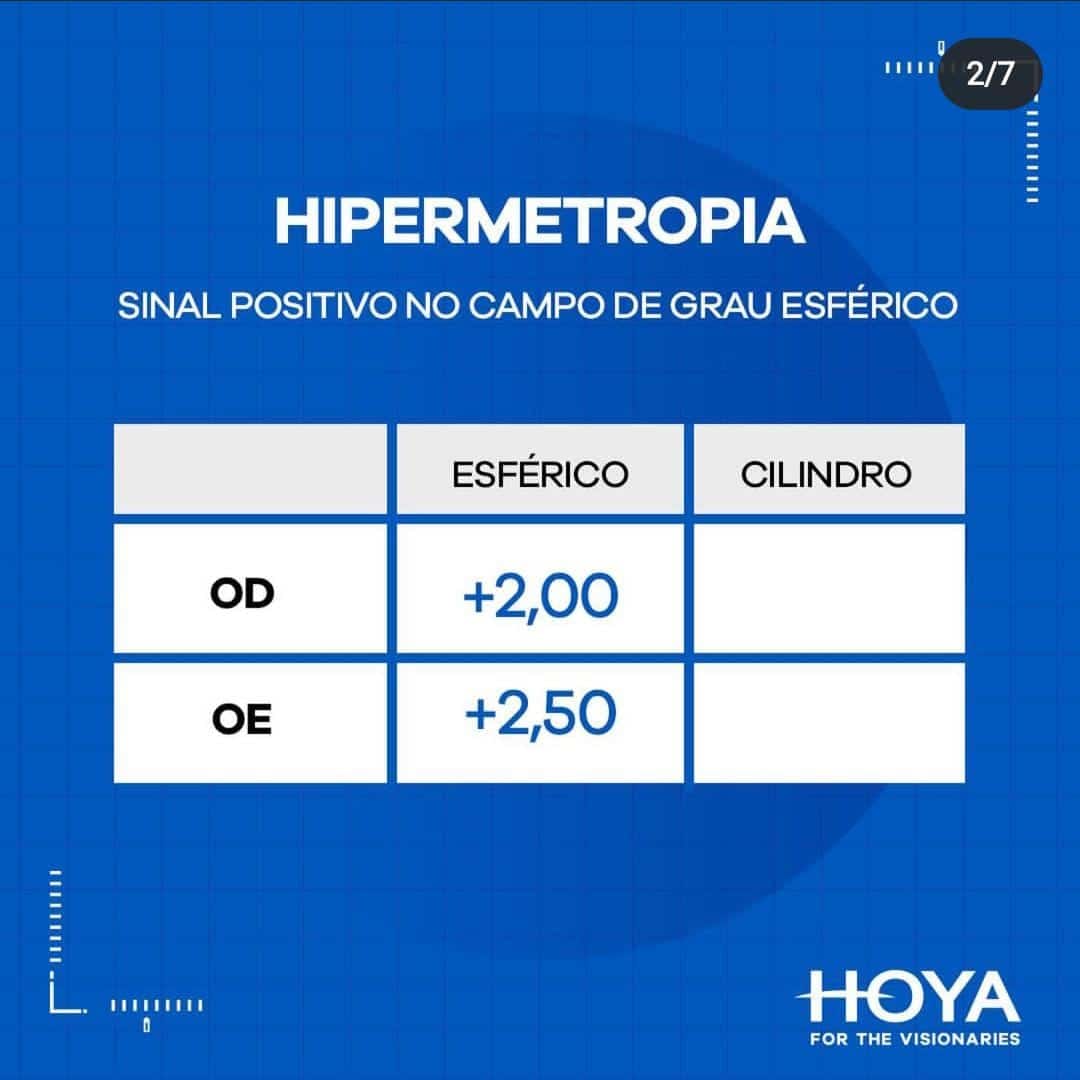 2/7
HIPERMETROPIA
SINAL POSITIVO NO CAMPO DE GRAU ESFÉRICO
ESFÉRICO CILINDRO
OD +2,00
OE +2,50
HOYA
FOR THE VISIONARIES